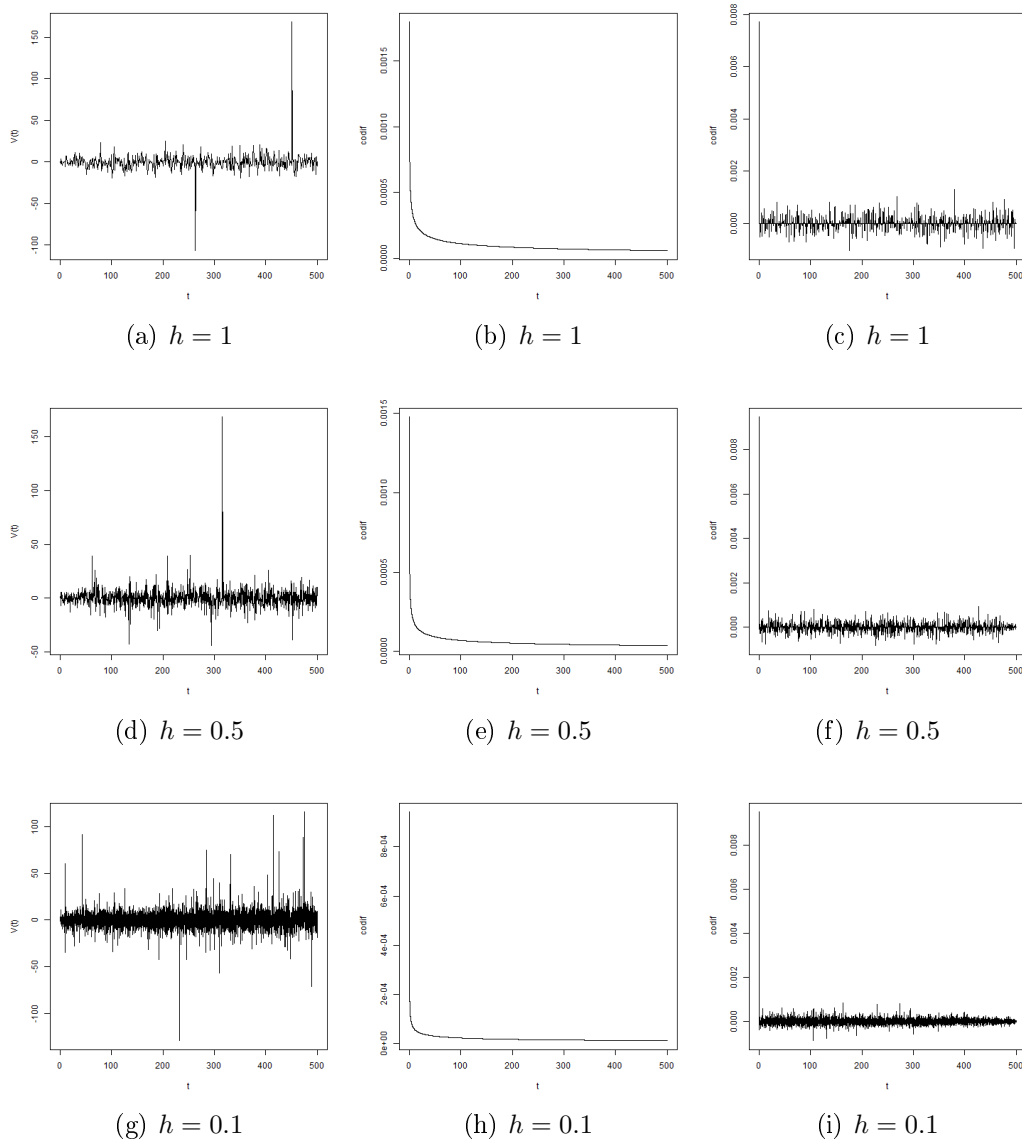 150
100
50
0
-50
-100
V(t)
0 100 200 300 400 500
t
(a) h = 1
0.0015
0.0010
0.0005
0.0000
codif
0 100 200 300 400 500
t
(b) h = 1
0.008
0.006
0.004
0.002
0.000
codif
0 100 200 300 400 500
t
(c) h = 1
150
100
50
0
-50
V(t)
0 100 200 300 400 500
t
(d) h = 0.5
0.0015
0.0010
0.0005
0.0000
codif
0 100 200 300 400 500
t
(e) h = 0.5
0.008
0.006
0.004
0.002
0.000
codif
0 100 200 300 400 500
t
(f) h = 0.5
100
50
0
-50
-100
V(t)
0 100 200 300 400 500
t
(g) h = 0.1
8e-04
6e-04
4e-04
2e-04
0e+00
codif
0 100 200 300 400 500
t
(h) h = 0.1
0.008
0.006
0.004
0.002
0.000
codif
0 100 200 300 400 500
t
(i) h = 0.1